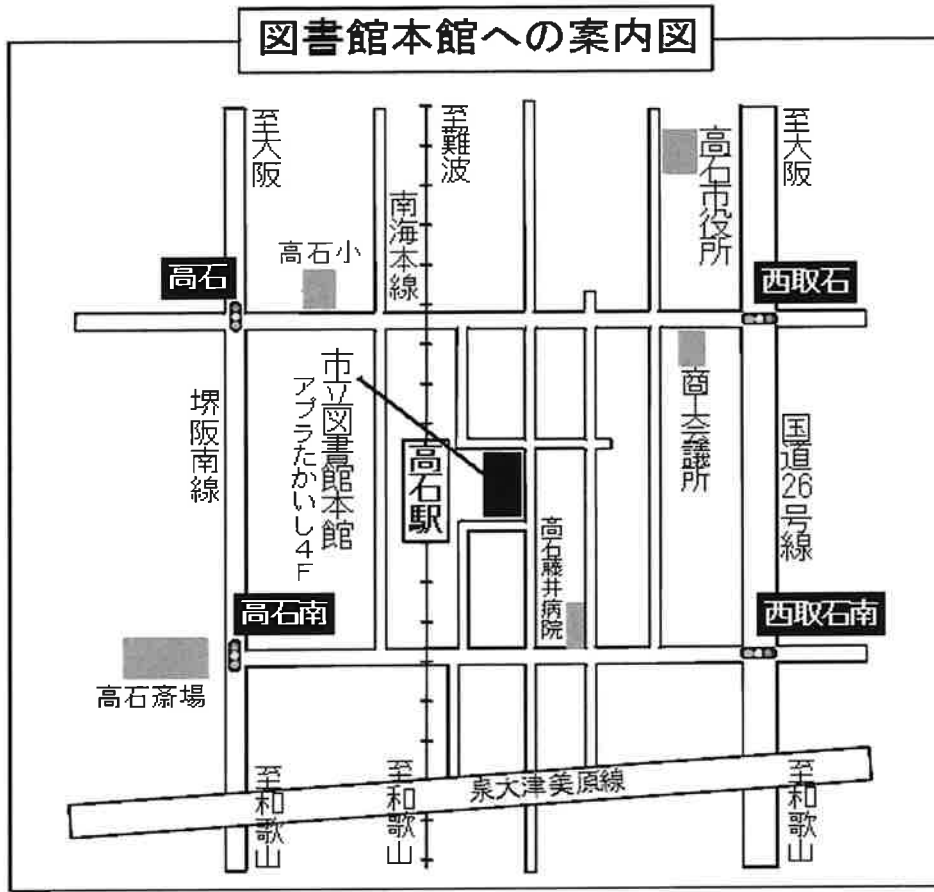 図書館本館への案内図
至大阪
至難波
至大阪
南海本線
高石市役所
高石小
高石
西取石
市立図書館本館
アプラたかいし4F
商工会議所
堺阪南線
高石駅
国道26号線
高石藤井病院
高石南
西取石南
高石斎場
泉大津美原線
至和歌山
至和歌山
至和歌山